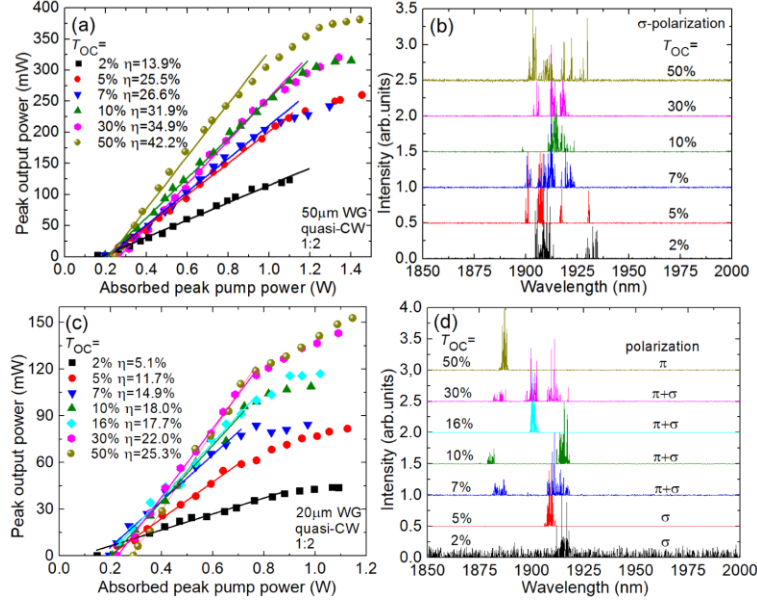 (a)
T_OC=
2% η=13.9%
5% η=25.5%
7% η=26.6%
10% η=31.9%
30% η=34.9%
50% η=42.2%
50μm WG
quasi-CW
1:2
400
350
300
250
200
150
100
50
0
Peak output power (mW)
0.0 0.2 0.4 0.6 0.8 1.0 1.2 1.4
Absorbed peak pump power (W)
(b)
σ-polarization
T_OC=
50%
30%
10%
7%
5%
2%
3.5
3.0
2.5
2.0
1.5
1.0
0.5
0.0
Intensity (arb.units)
1850 1875 1900 1925 1950 1975 2000
Wavelength (nm)
(c)
T_OC=
2% η=5.1%
5% η=11.7%
7% η=14.9%
10% η=18.0%
16% η=17.7%
30% η=22.0%
50% η=25.3%
20μm WG
quasi-CW
1:2
150
120
90
60
30
0
Peak output power (mW)
0.0 0.2 0.4 0.6 0.8 1.0 1.2
Absorbed peak pump power (W)
(d)
T_OC=
polarization
50% π
30% π+σ
16% π+σ
10% π+σ
7% π+σ
5% σ
2% σ
4.0
3.5
3.0
2.5
2.0
1.5
1.0
0.5
0.0
Intensity (arb.units)
1850 1875 1900 1925 1950 1975 2000
Wavelength (nm)